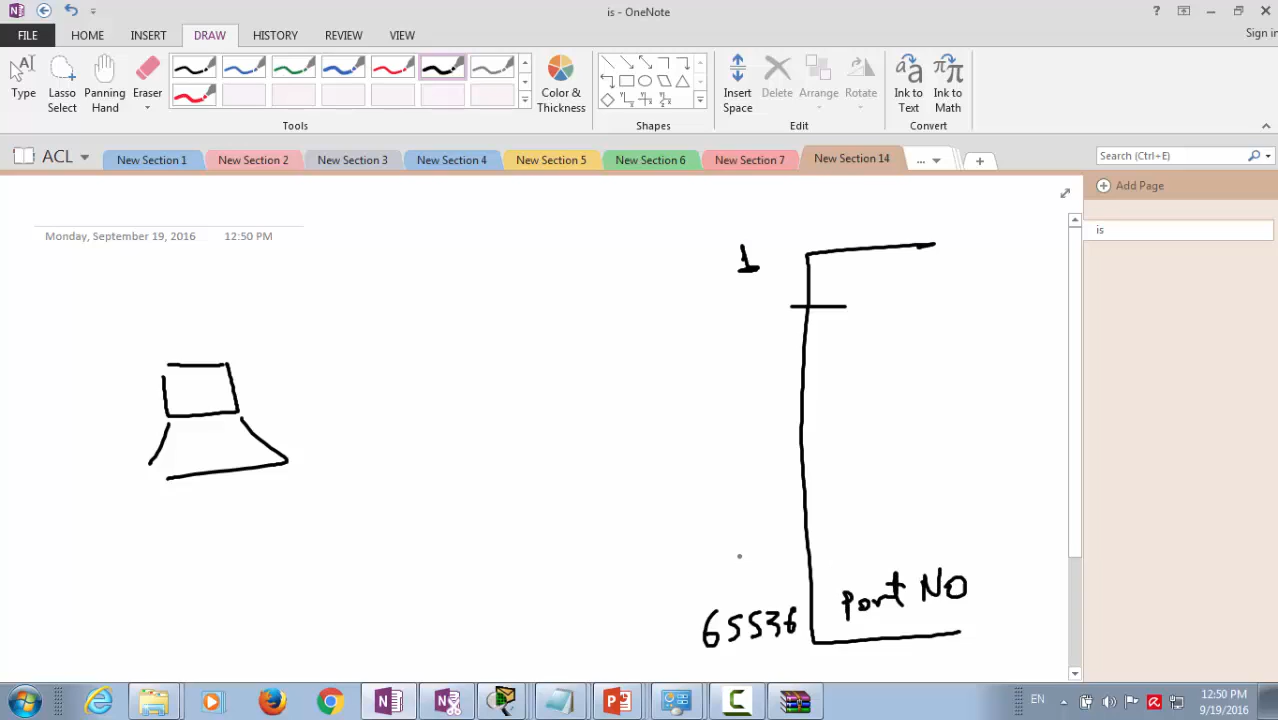 is - OneNote
?
FILE HOME INSERT DRAW HISTORY REVIEW VIEW Sign in
Type Lasso Select Panning Hand Eraser Color & Thickness Insert Space Delete Arrange Rotate Ink to Text Ink to Math
Tools Shapes Edit Convert
ACL New Section 1 New Section 2 New Section 3 New Section 4 New Section 5 New Section 6 New Section 7 New Section 14 ... + Search (Ctrl+E)
Add Page
is
Monday, September 19, 2016 12:50 PM
1
Port NO
65536
EN 12:50 PM
9/19/2016